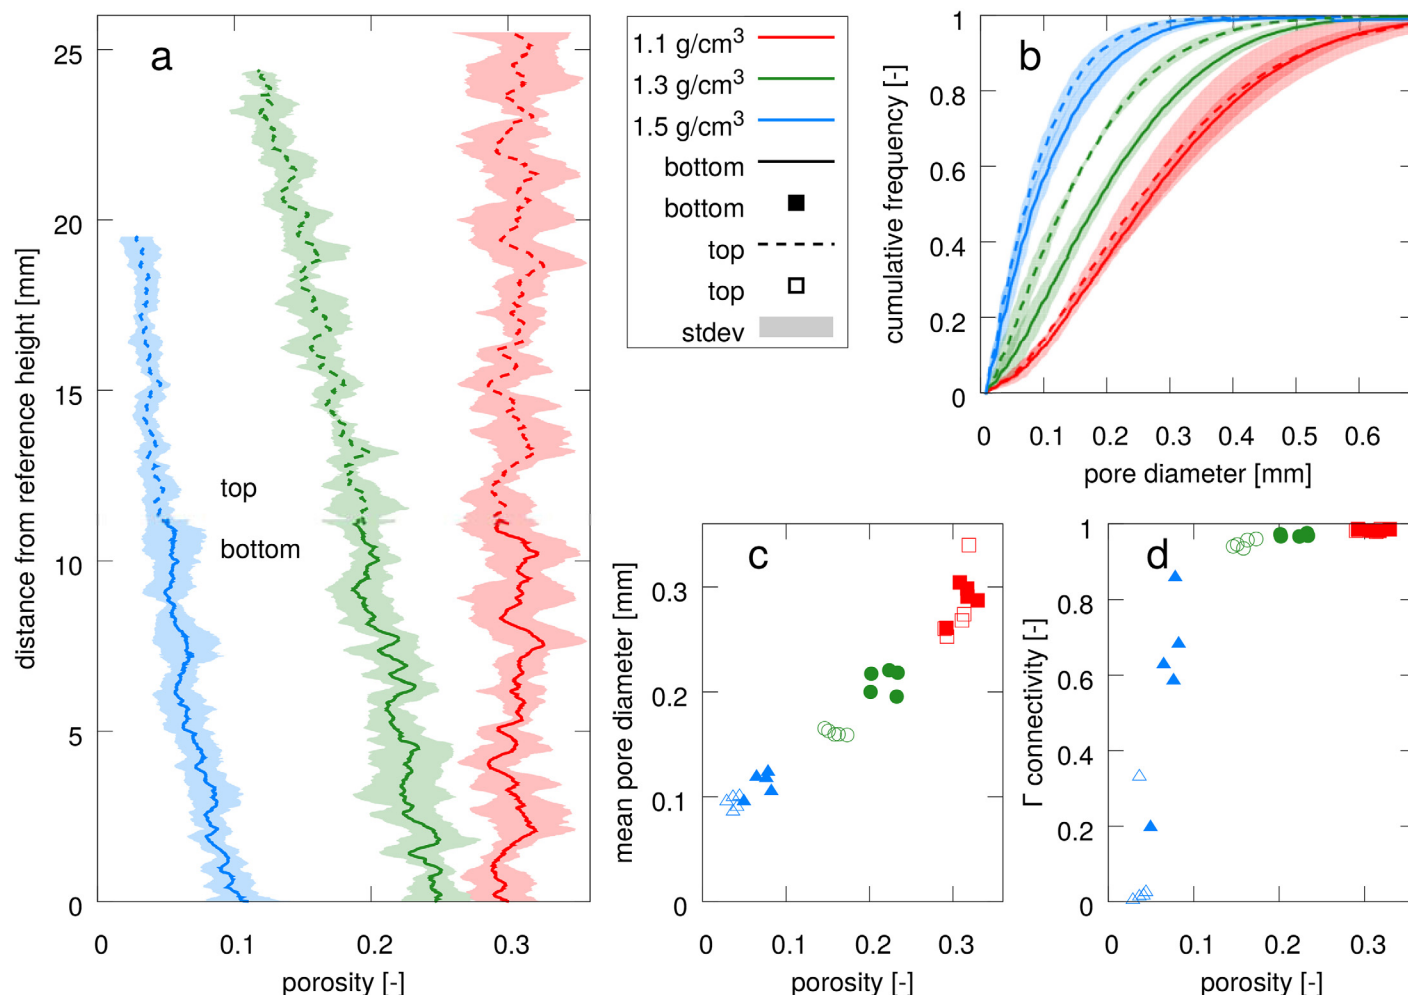 a
25
20
15
10
5
0
distance from reference height [mm]
top
bottom
0
0.1
0.2
0.3
porosity [-]
1.1 g/cm³
1.3 g/cm³
1.5 g/cm³
bottom
bottom
top
top
stdev
b
1
0.8
0.6
0.4
0.2
0
cumulative frequency [-]
0
0.1
0.2
0.3
0.4
0.5
0.6
pore diameter [mm]
c
0.3
0.2
0.1
0
mean pore diameter [mm]
0
0.1
0.2
0.3
porosity [-]
d
1
0.8
0.6
0.4
0.2
0
Γ connectivity [-]
0
0.1
0.2
0.3
porosity [-]